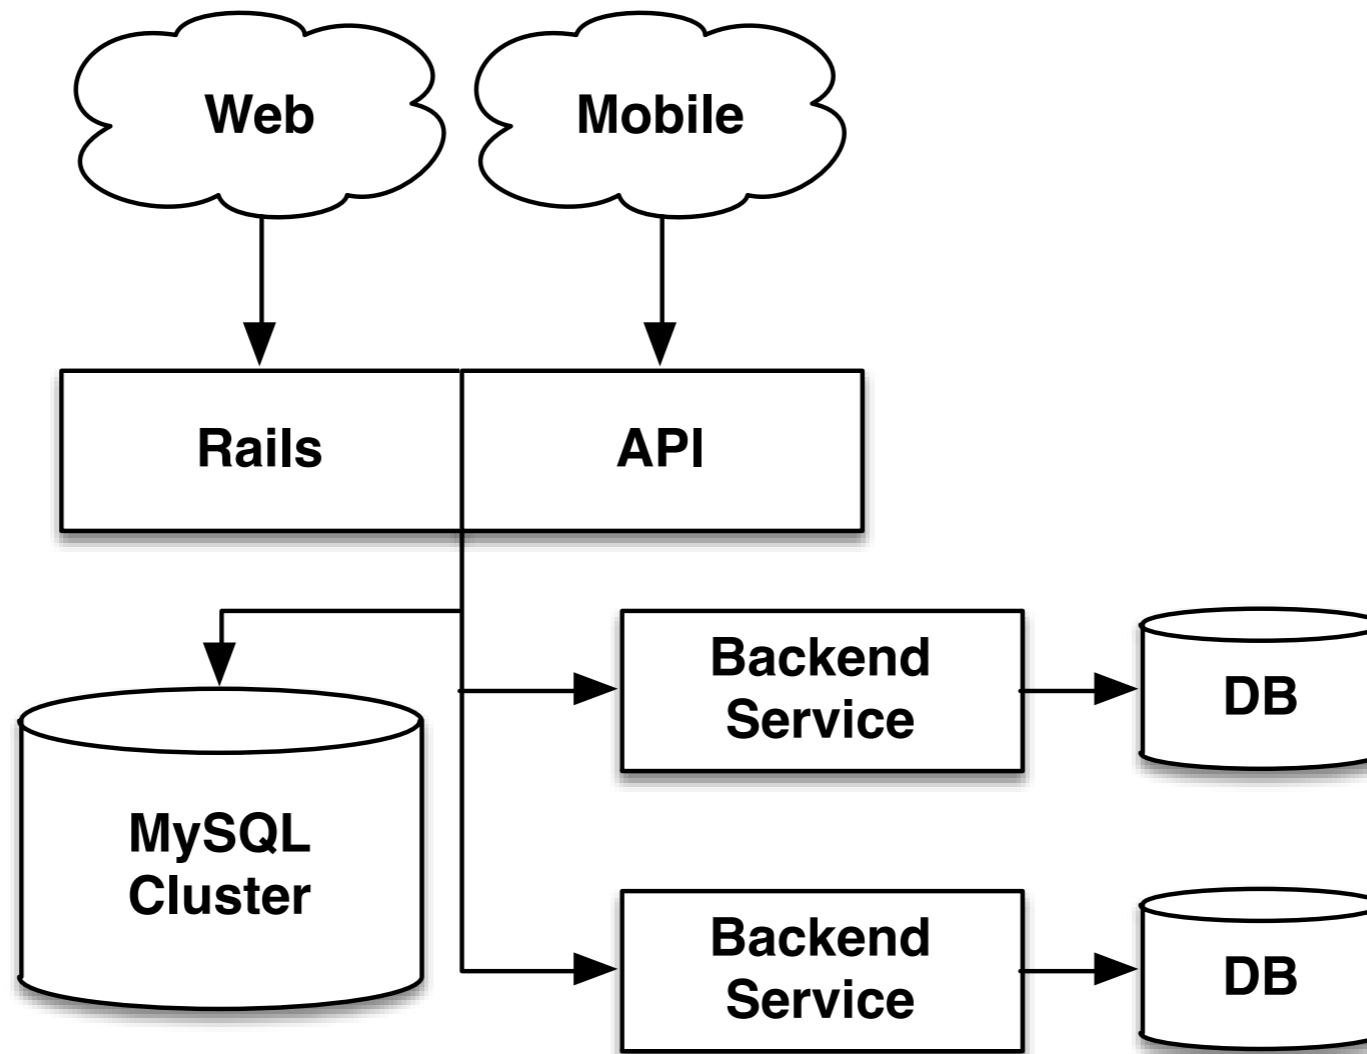 Web
Mobile
Rails
API
Backend
Service
DB
MySQL
Cluster
Backend
Service
DB